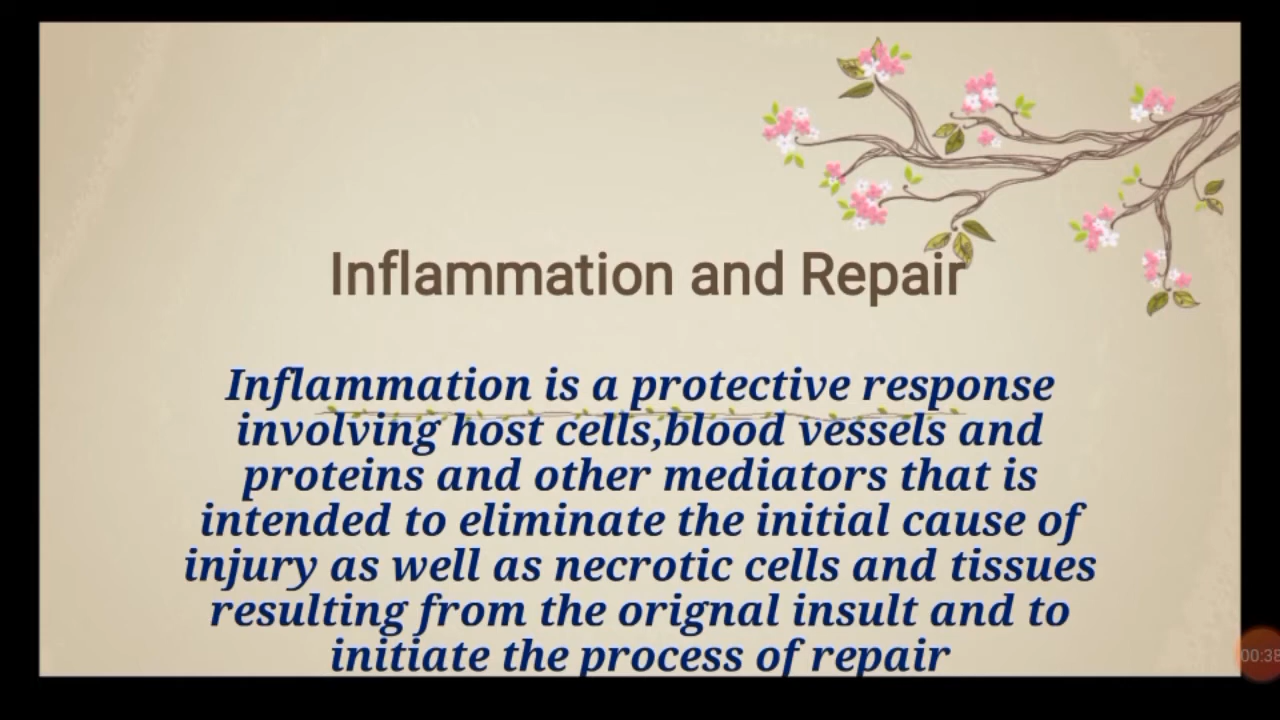 Inflammation and Repair
Inflammation is a protective response
involving host cells,blood vessels and
proteins and other mediators that is
intended to eliminate the initial cause of
injury as well as necrotic cells and tissues
resulting from the orignal insult and to
initiate the process of repair
00:38